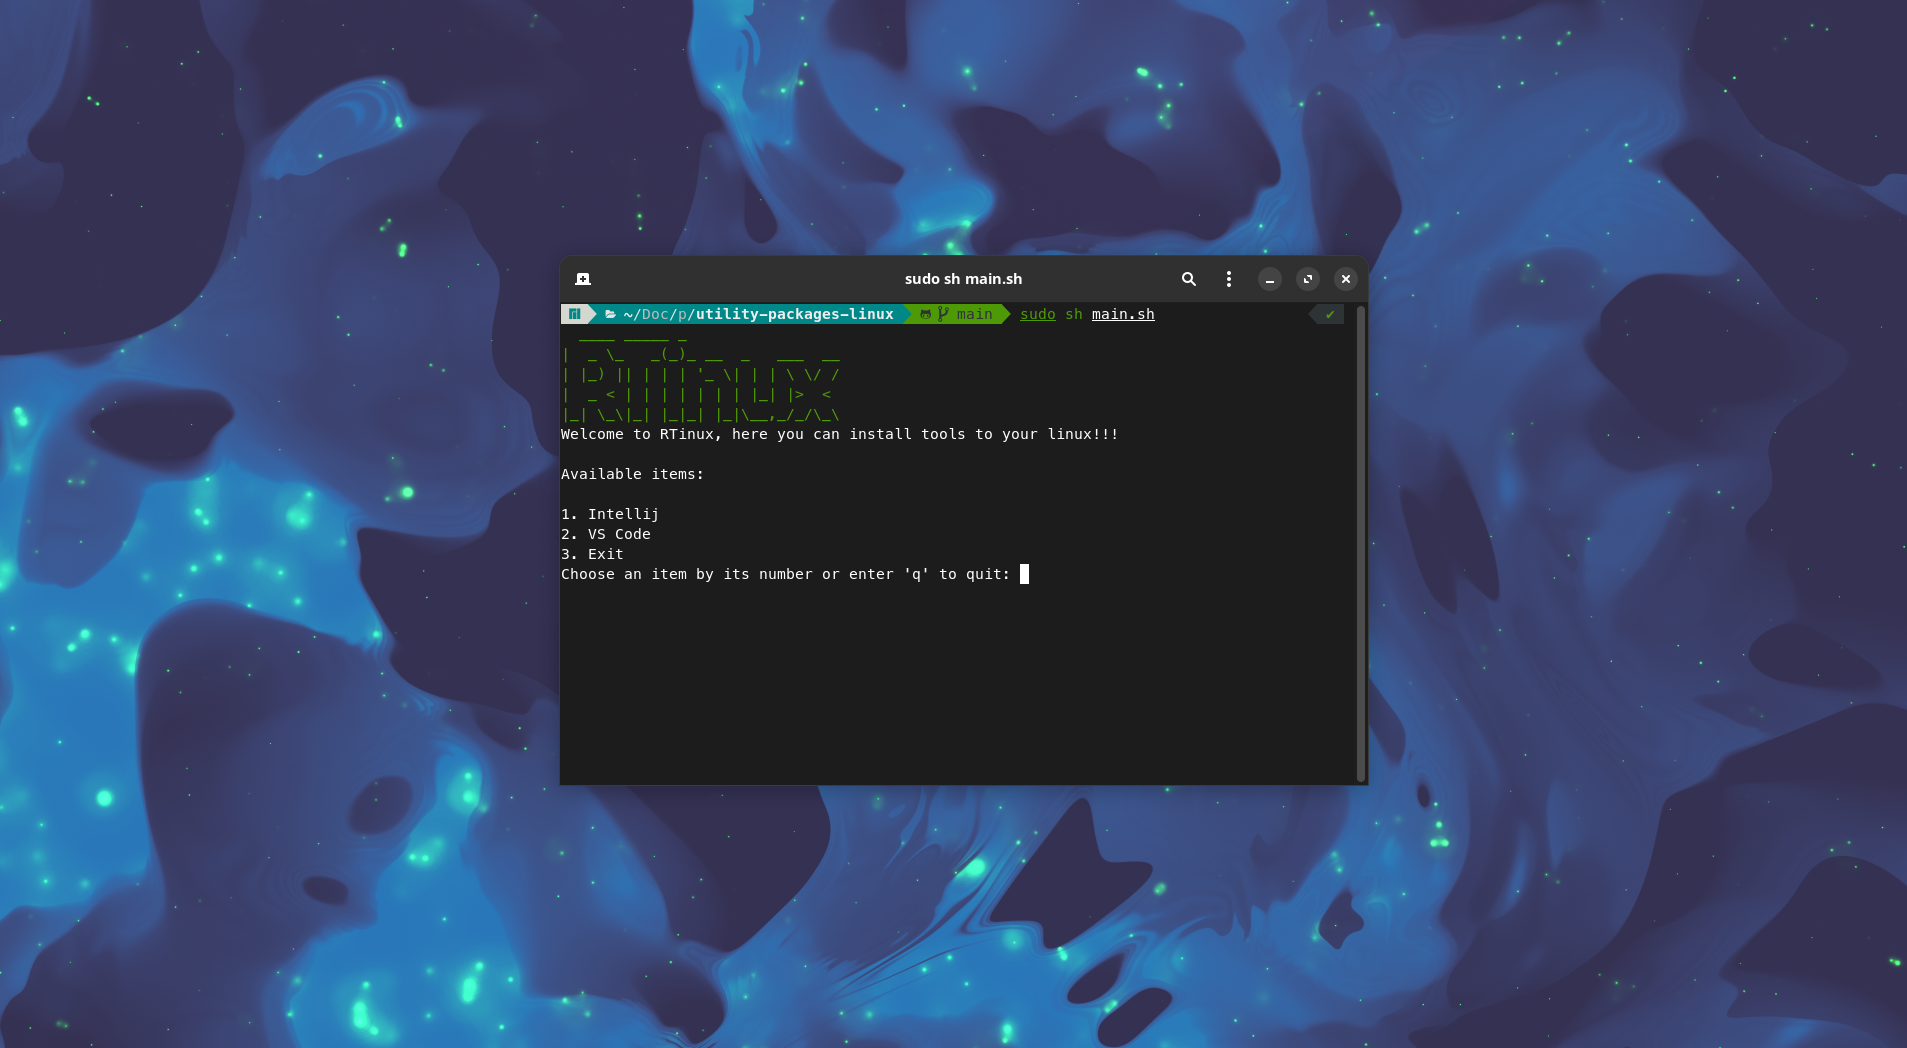 sudo sh main.sh
~/Doc/p/utility-packages-linux main sudo sh main.sh ✔
  ____ _____ _
|  _ \_   _(_)_ __  _   ___  __
| |_) || | | | '_ \| | | \ \/ /
|  _ < | | | | | | | |_| |>  <
|_| \_\|_| |_|_| |_|\__,_/_/\_\
Welcome to RTinux, here you can install tools to your linux!!!
Available items:
1. Intellij
2. VS Code
3. Exit
Choose an item by its number or enter 'q' to quit: